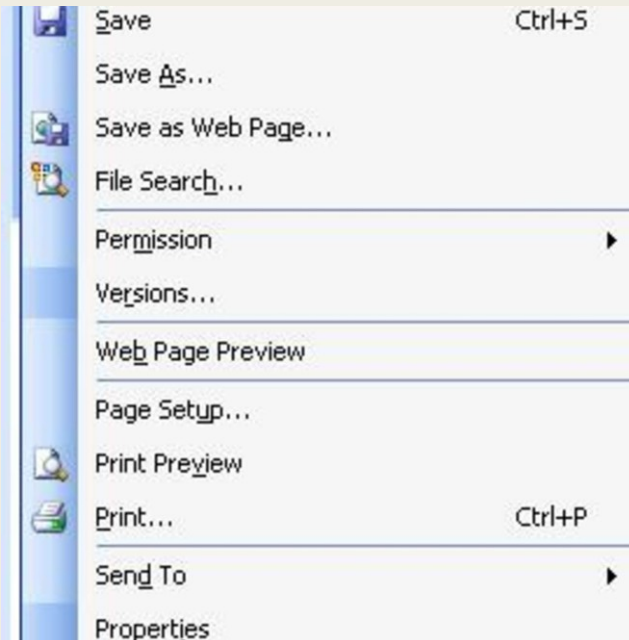 Save Ctrl+S
Save As...
Save as Web Page...
File Search...
Permission
Versions...
Web Page Preview
Page Setup...
Print Preview
Print... Ctrl+P
Send To
Properties